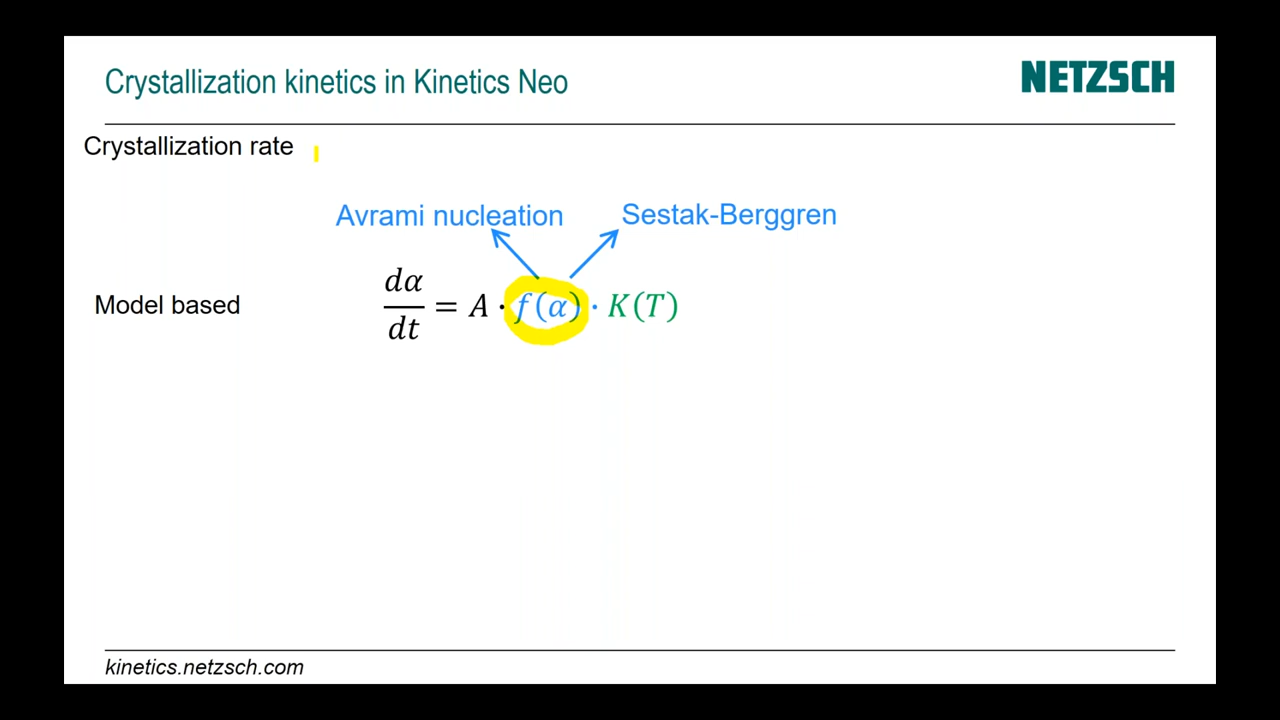 Crystallization kinetics in Kinetics Neo
NETZSCH
Crystallization rate
Avrami nucleation
Sestak-Berggren
Model based
dα/dt = A · f(α) · K(T)
kinetics.netzsch.com